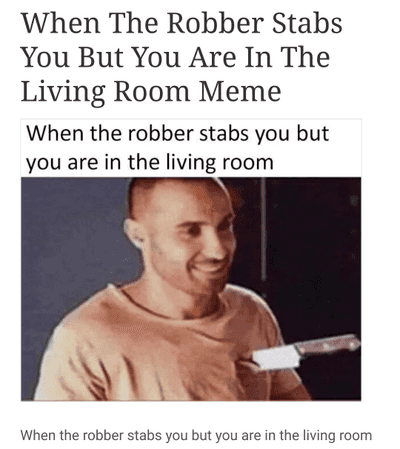 When The Robber Stabs
You But You Are In The
Living Room Meme
When the robber stabs you but
you are in the living room
When the robber stabs you but you are in the living room